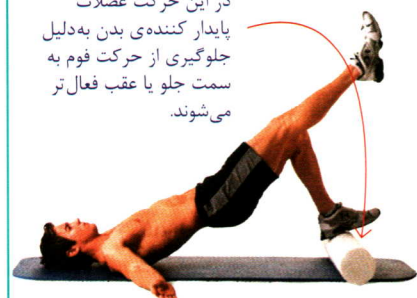 در این حرکت عضلات
پایدار کننده‌ی بدن به‌دلیل
جلوگیری از حرکت فوم به
سمت جلو یا عقب فعال‌تر
می‌شوند.